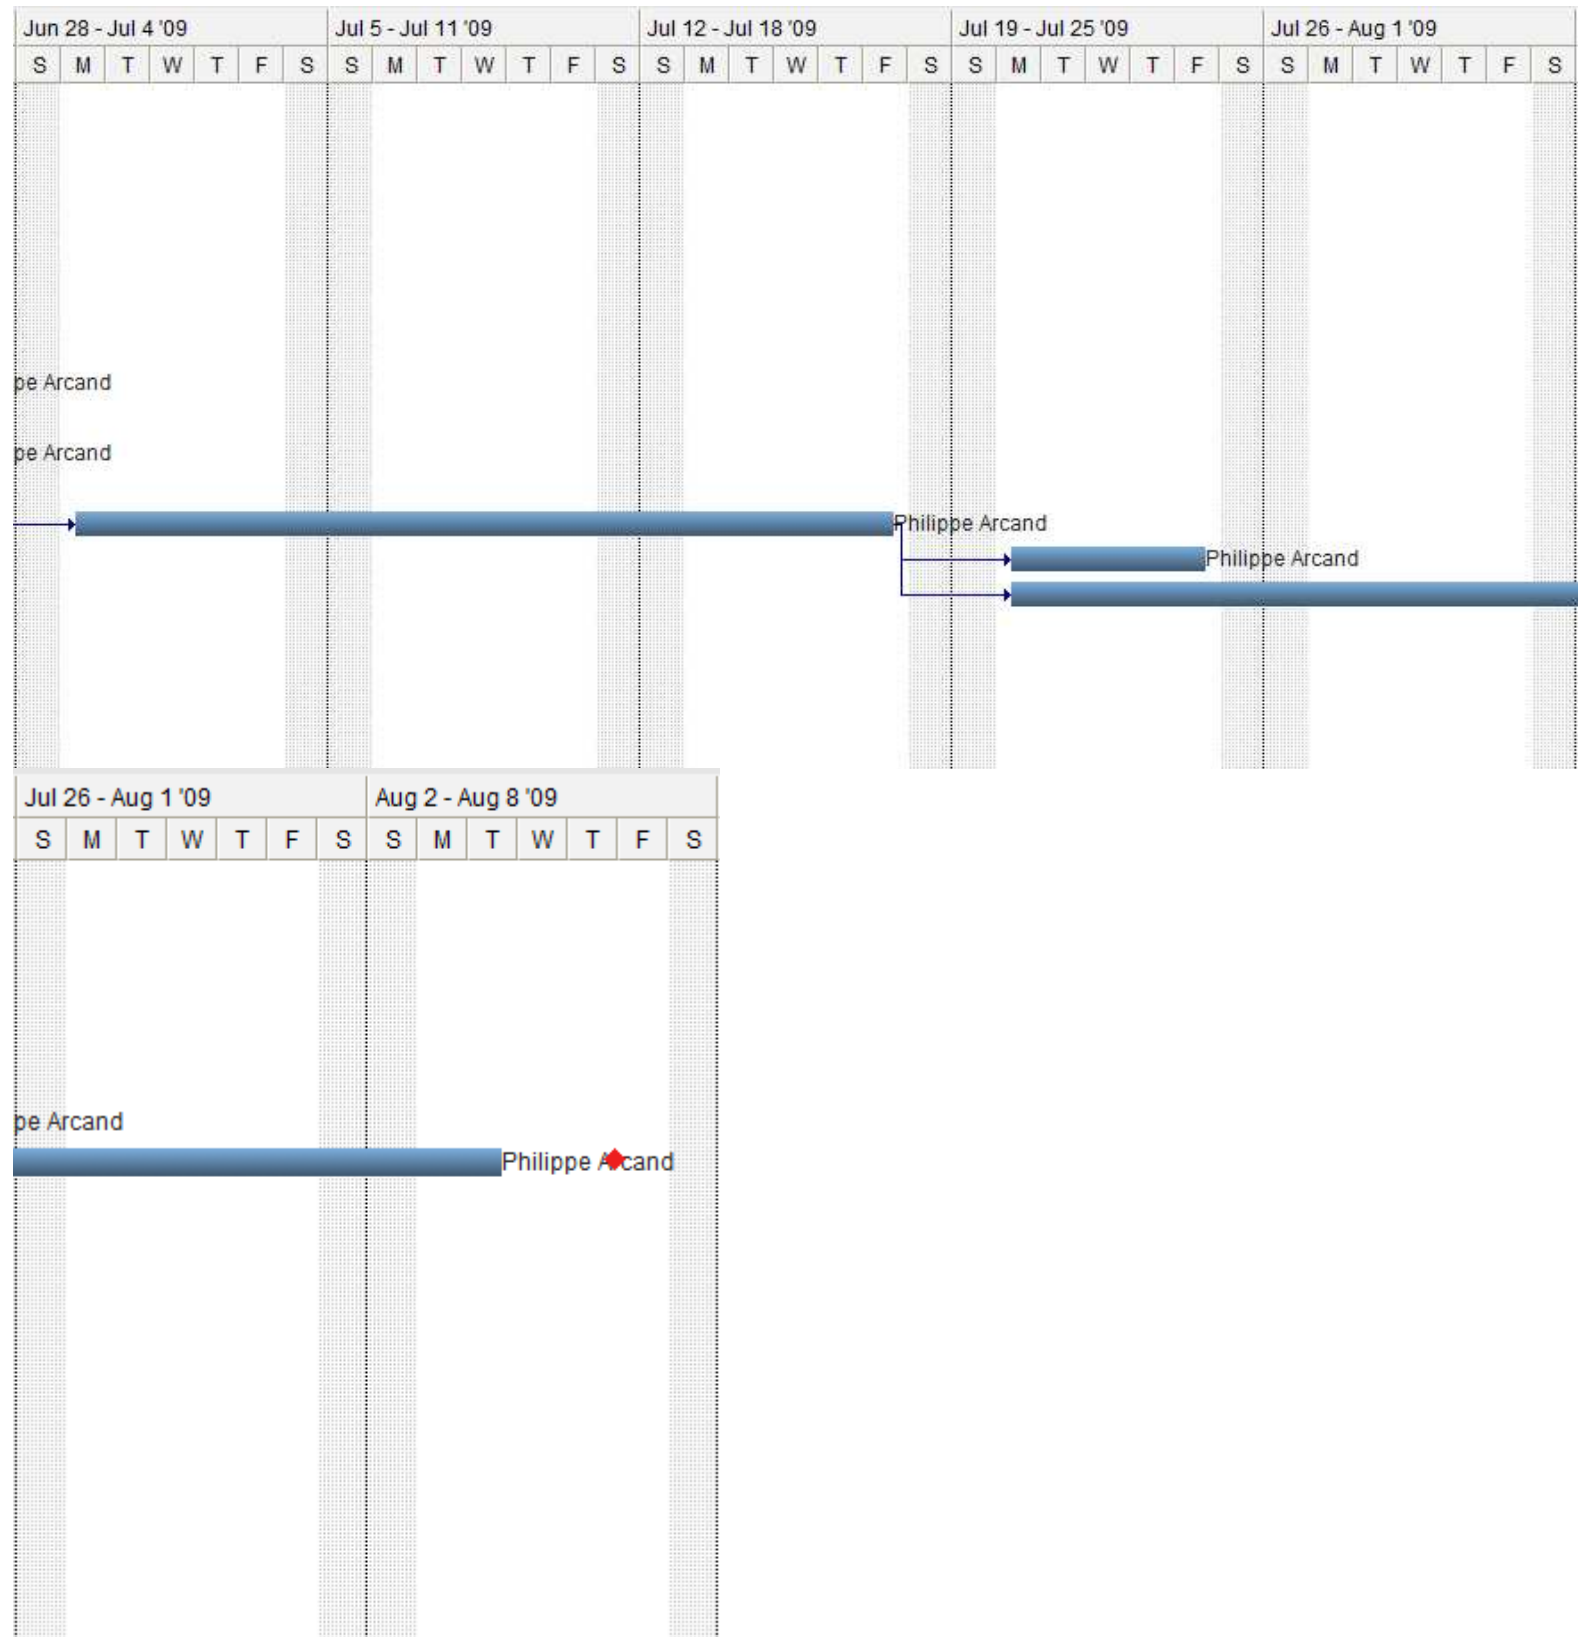 Jun 28 - Jul 4 '09 Jul 5 - Jul 11 '09 Jul 12 - Jul 18 '09 Jul 19 - Jul 25 '09 Jul 26 - Aug 1 '09
S M T W T F S S M T W T F S S M T W T F S S M T W T F S S M T W T F S
pe Arcand
pe Arcand
Philippe Arcand
Philippe Arcand
Jul 26 - Aug 1 '09 Aug 2 - Aug 8 '09
S M T W T F S S M T W T F S
pe Arcand
Philippe Arcand